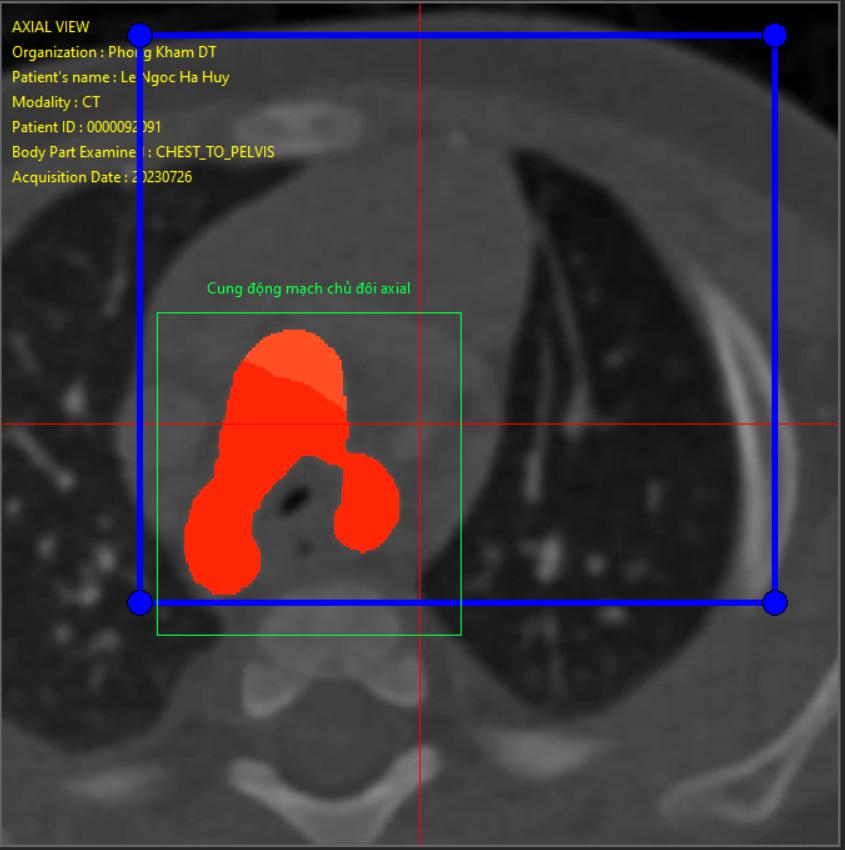 AXIAL VIEW
Organization : Phong Kham DT
Patient's name : Le Ngoc Ha Huy
Modality : CT
Patient ID : 0000092091
Body Part Examined : CHEST_TO_PELVIS
Acquisition Date : 20230726
Cung động mạch chủ đôi axial